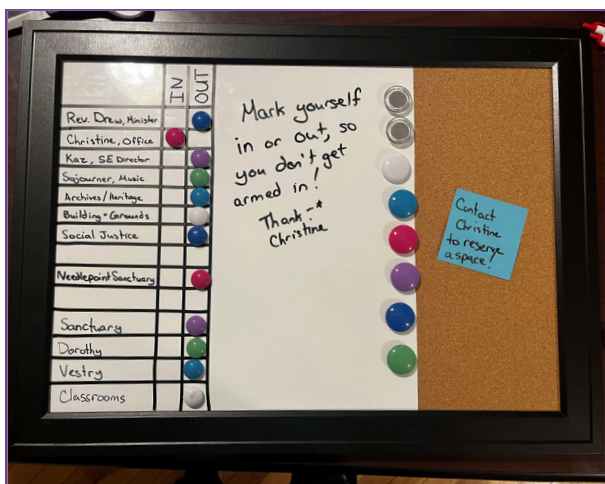 IN OUT
Rev. Drew, Minister
Christine, Office
Kaz, SE Director
Sojourner, Music
Archives/Heritage
Building + Grounds
Social Justice
Needlepoint Sanctuary
Sanctuary
Dorothy
Vestry
Classrooms
Mark yourself
in or out, so
you don't get
armed in!
Christine
Contact
Christine
to reserve
a space!